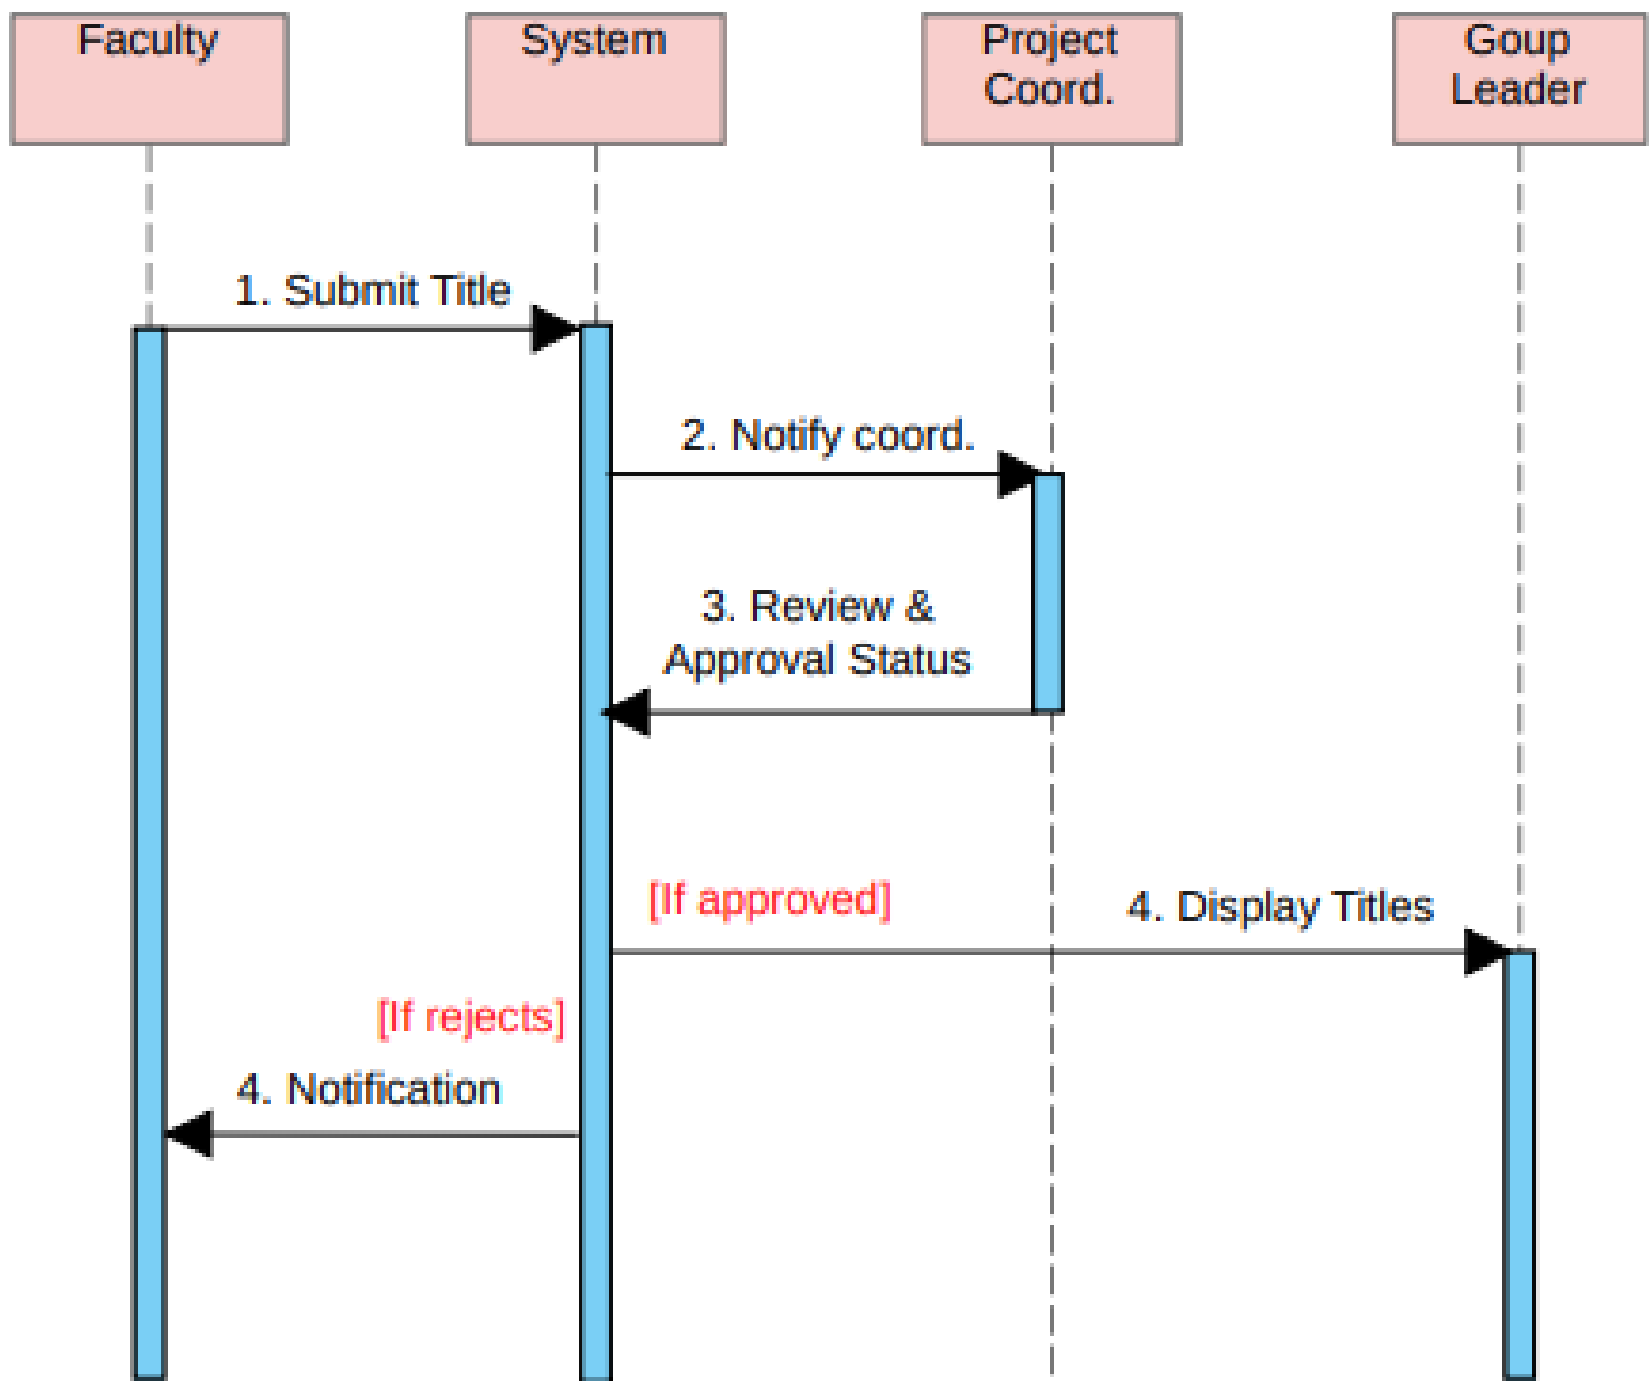 Faculty
System
Project
Coord.
Goup
Leader
1. Submit Title
2. Notify coord.
3. Review &
Approval Status
[If approved]
4. Display Titles
[If rejects]
4. Notification